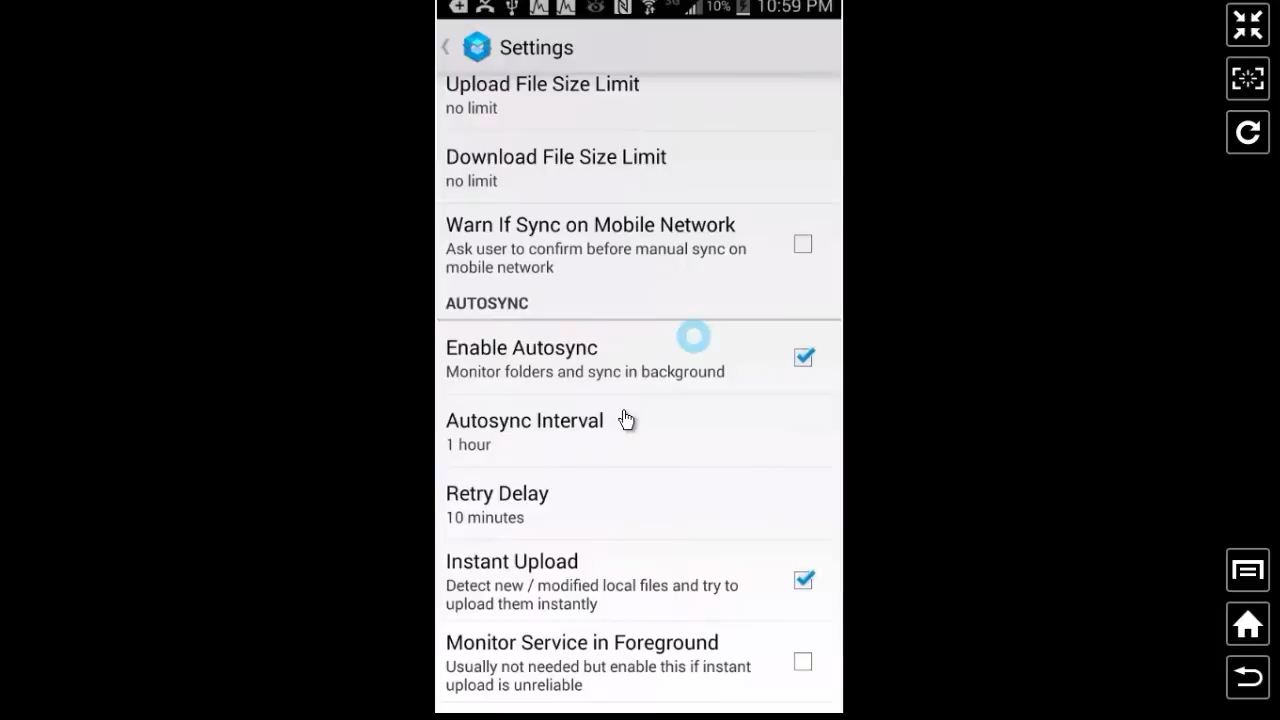 3G 10% 10:59 PM
Settings
Upload File Size Limit
no limit
Download File Size Limit
no limit
Warn If Sync on Mobile Network
Ask user to confirm before manual sync on
mobile network
AUTOSYNC
Enable Autosync
Monitor folders and sync in background
Autosync Interval
1 hour
Retry Delay
10 minutes
Instant Upload
Detect new / modified local files and try to
upload them instantly
Monitor Service in Foreground
Usually not needed but enable this if instant
upload is unreliable